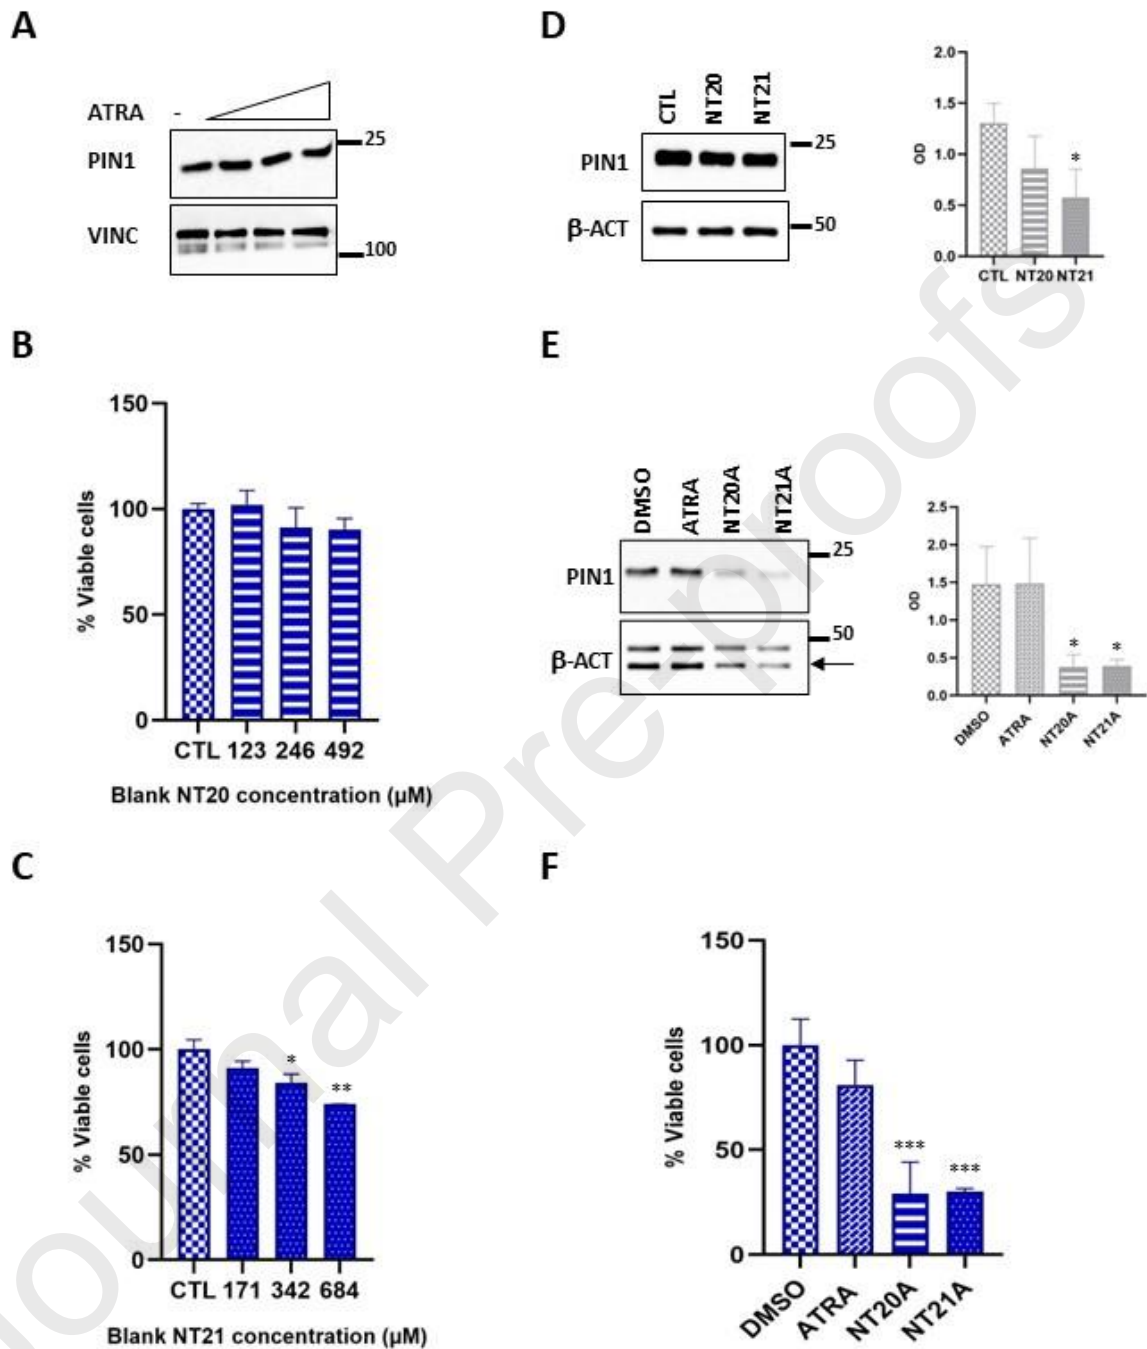 A
ATRA -
PIN1
25
VINC
100
B
150
100
50
0
% Viable cells
CTL 123 246 492
Blank NT20 concentration (µM)
C
150
100
50
0
% Viable cells
*
**
CTL 171 342 684
Blank NT21 concentration (µM)
D
CTL NT20 NT21
PIN1
25
β-ACT
50
2.0
1.5
1.0
0.5
0.0
OD
*
CTL NT20 NT21
E
DMSO ATRA NT20A NT21A
PIN1
25
β-ACT
50
2.5
2.0
1.5
1.0
0.5
0.0
OD
* *
DMSO ATRA NT20A NT21A
F
150
100
50
0
% Viable cells
*** ***
DMSO ATRA NT20A NT21A
Journal Pre-proofs